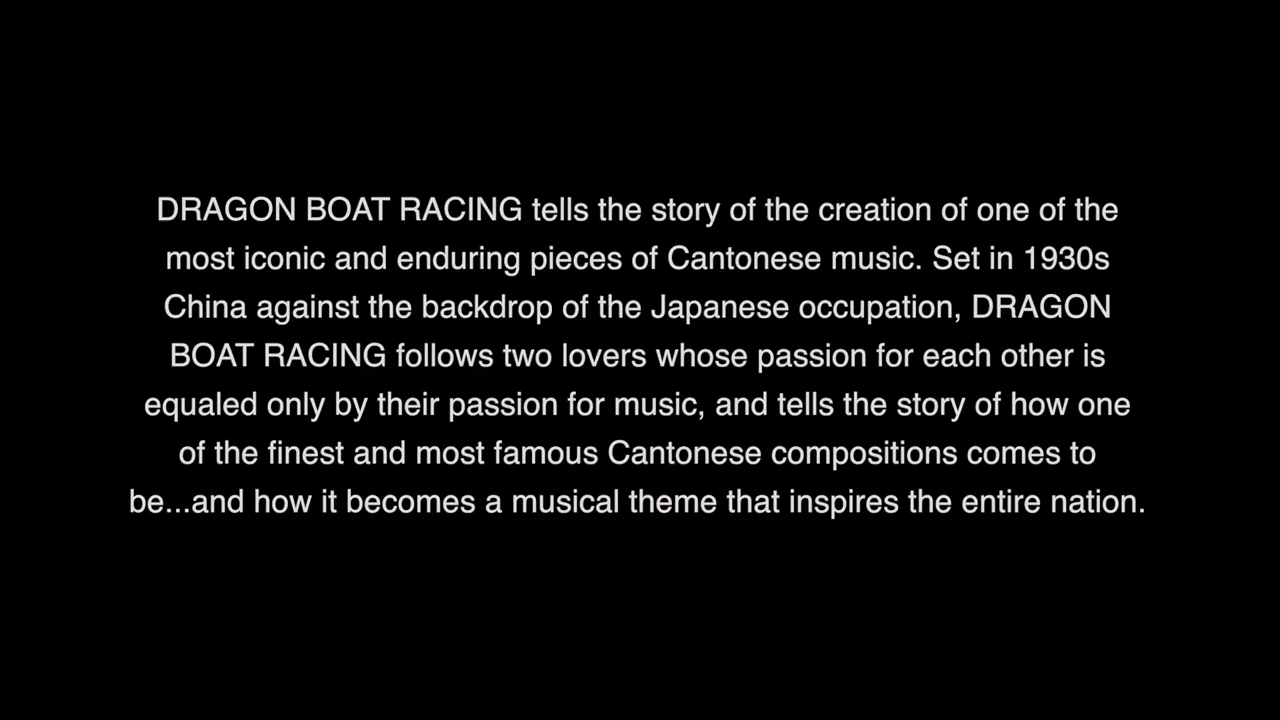 DRAGON BOAT RACING tells the story of the creation of one of the
most iconic and enduring pieces of Cantonese music. Set in 1930s
China against the backdrop of the Japanese occupation, DRAGON
BOAT RACING follows two lovers whose passion for each other is
equaled only by their passion for music, and tells the story of how one
of the finest and most famous Cantonese compositions comes to
be...and how it becomes a musical theme that inspires the entire nation.